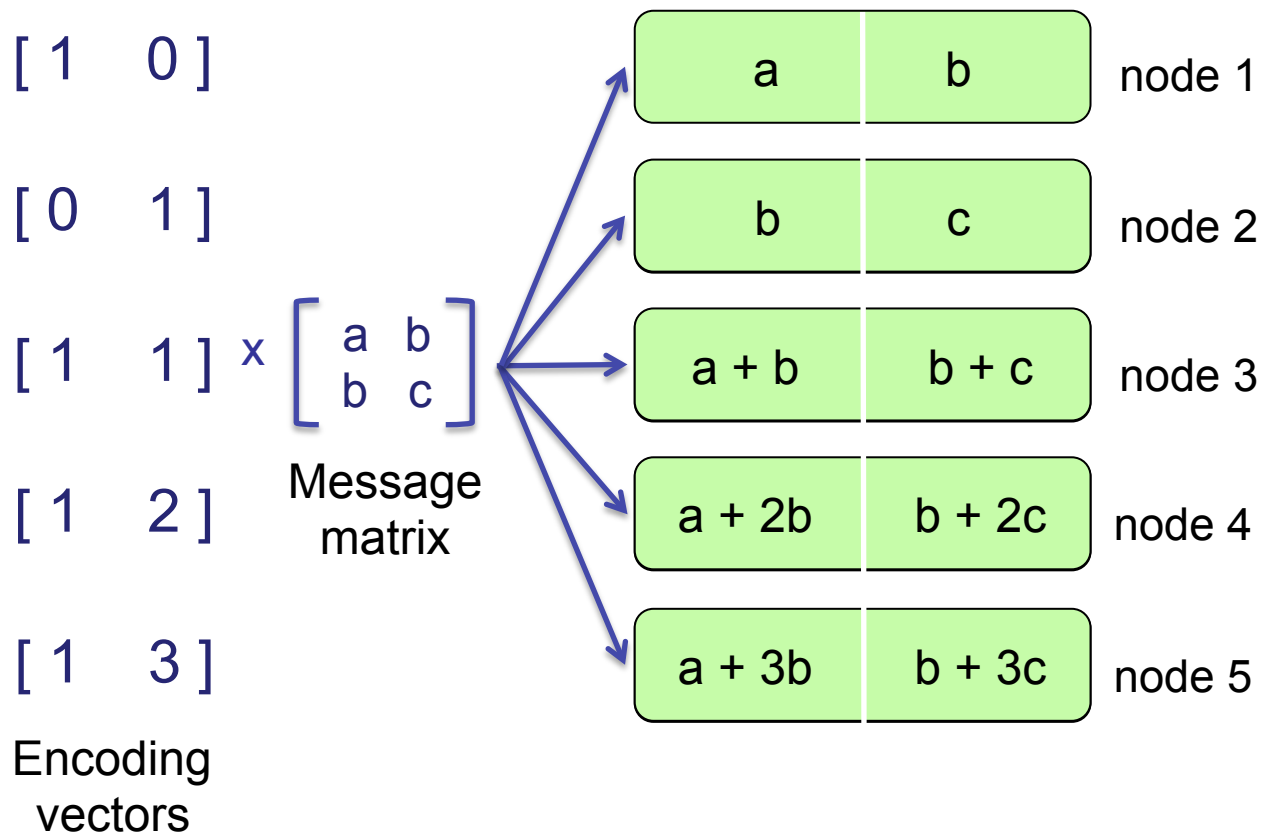 [ 1 0 ] a b node 1
[ 0 1 ] b c node 2
[ 1 1 ] x [ a b a + b b + c node 3
b c ]
Message
matrix
[ 1 2 ] a + 2b b + 2c node 4
[ 1 3 ] a + 3b b + 3c node 5
Encoding
vectors